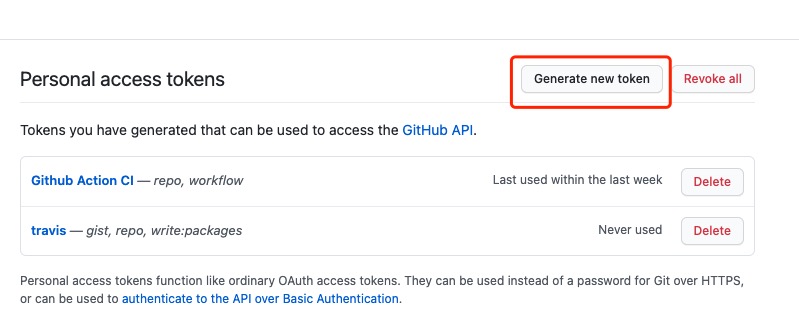 Personal access tokens Generate new token Revoke all
Tokens you have generated that can be used to access the GitHub API.
Github Action CI — repo, workflow Last used within the last week Delete
travis — gist, repo, write:packages Never used Delete
Personal access tokens function like ordinary OAuth access tokens. They can be used instead of a password for Git over HTTPS,
or can be used to authenticate to the API over Basic Authentication.